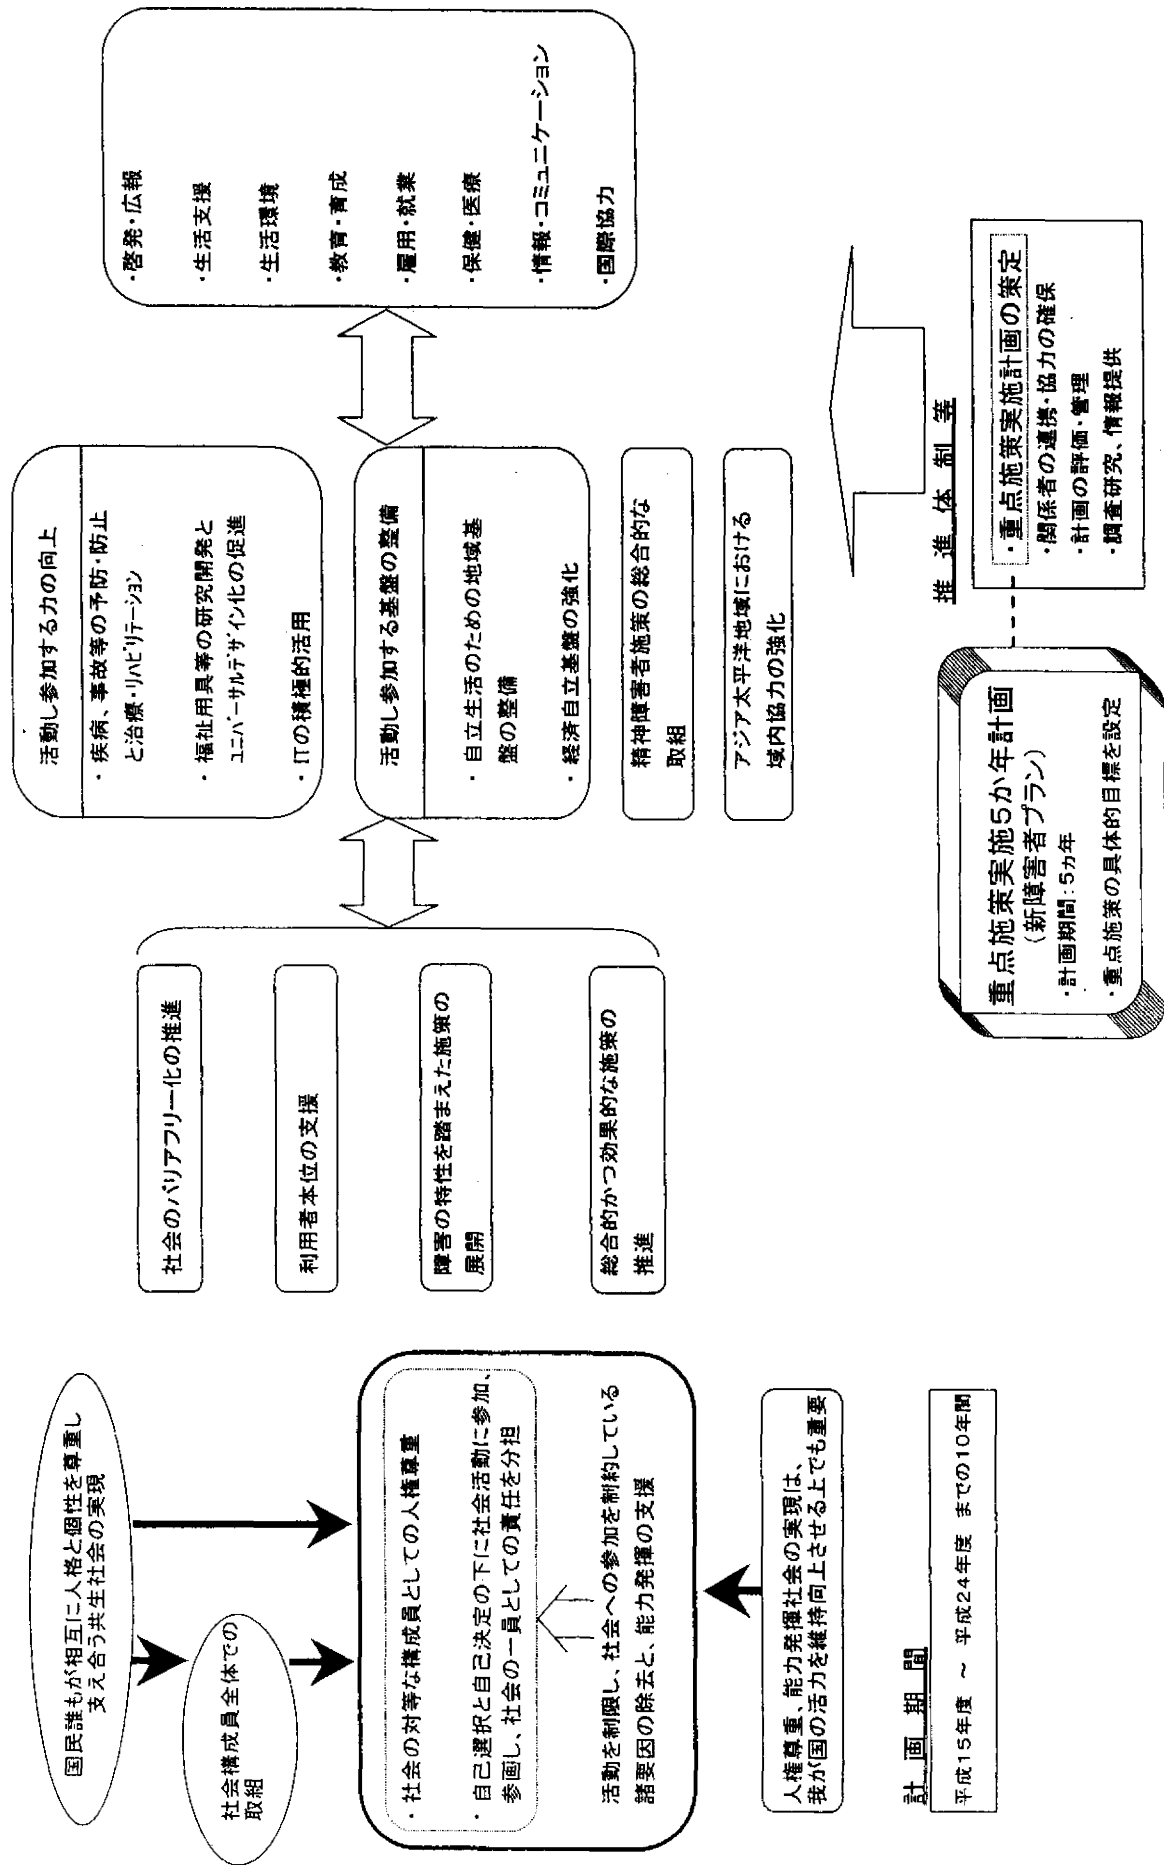 国民誰もが相互に人格と個性を尊重し
支え合う共生社会の実現
社会構成員全体での
取組
・社会の対等な構成員としての人権尊重
・自己選択と自己決定の下に社会活動に参加、
参画し、社会の一員としての責任を分担
活動を制限し、社会への参加を制約している
諸要因の除去と、能力発揮の支援
人権尊重、能力発揮社会の実現は、
我が国の活力を維持向上させる上でも重要
計画期間
平成15年度 ~ 平成24年度 までの10年間
社会のバリアフリー化の推進
利用者本位の支援
障害の特性を踏まえた施策の
展開
総合的かつ効果的な施策の
推進
活動し参加する力の向上
・疾病、事故等の予防・防止
と治療・リハビリテーション
・福祉用具等の研究開発と
ユニバーサルデザイン化の促進
・ITの積極的活用
活動し参加する基盤の整備
・自立生活のための地域基
盤の整備
・経済自立基盤の強化
精神障害者施策の総合的な
取組
アジア太平洋地域における
域内協力の強化
・啓発・広報
・生活支援
・生活環境
・教育・育成
・雇用・就業
・保健・医療
・情報・コミュニケーション
・国際協力
推進体制等
・重点施策実施計画の策定
・関係者の連携・協力の確保
・計画の評価・管理
・調査研究、情報提供
重点施策実施5か年計画
(新障害者プラン)
・計画期間:5カ年
・重点施策の具体的目標を設定